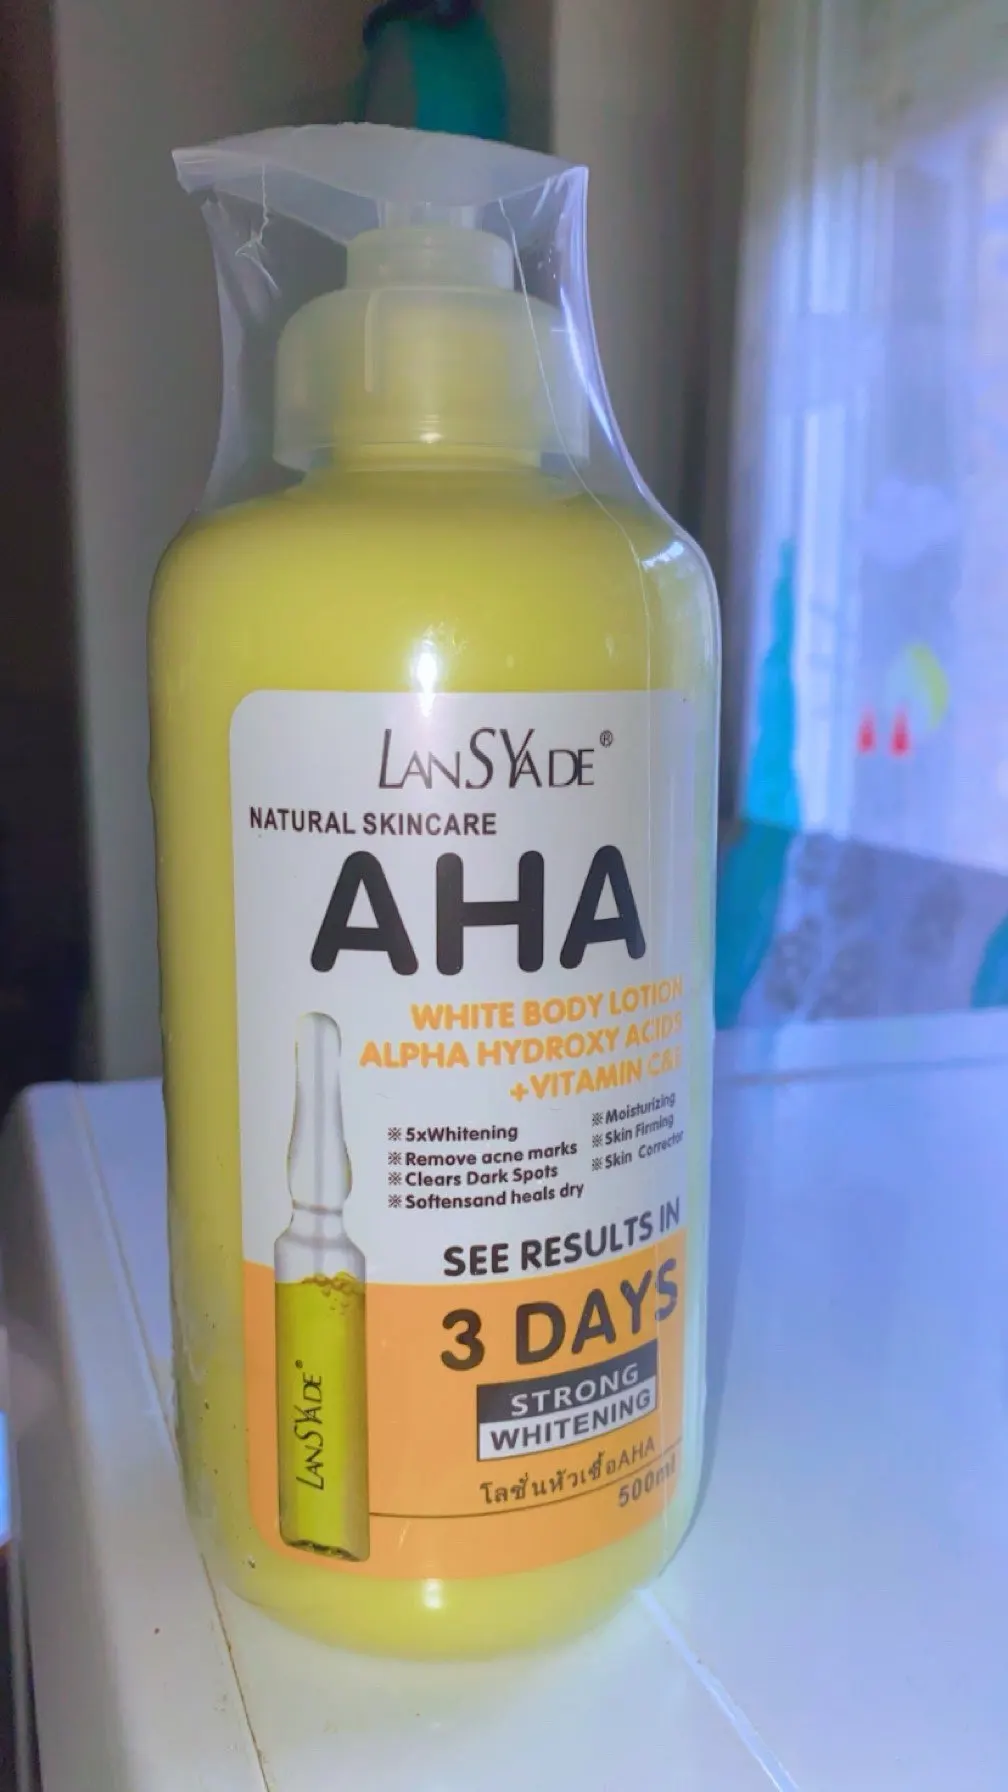 LANSYADE®
NATURAL SKINCARE
AHA
WHITE BODY LOTION
ALPHA HYDROXY ACIDS
+VITAMIN C&E
※5xWhitening
※Remove acne marks
※Clears Dark Spots
※Softensand heals dry
※Moisturizing
※Skin Firming
※Skin Corrector
SEE RESULTS IN
3 DAYS
STRONG
WHITENING
โลชั่นหัวเชื้อAHA
500ml
LANSYADE®